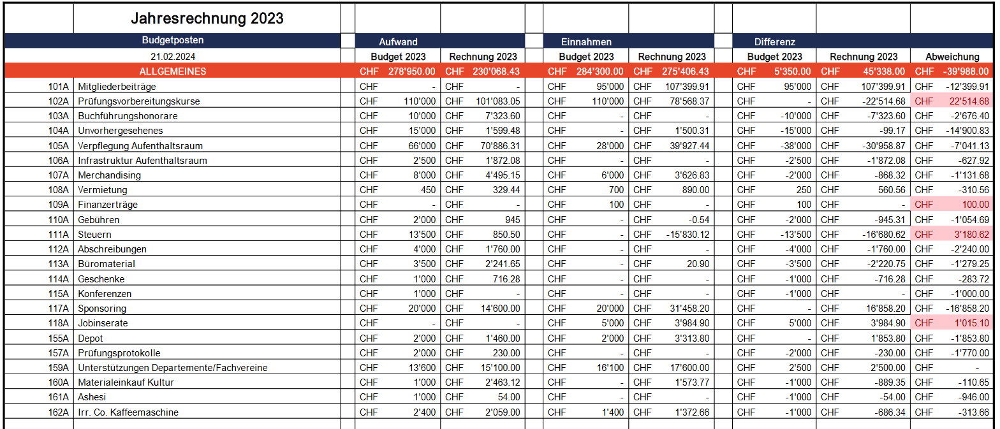 Jahresrechnung 2023
Budgetposten Aufwand Einnahmen Differenz
21.02.2024 Budget 2023 Rechnung 2023 Budget 2023 Rechnung 2023 Budget 2023 Rechnung 2023 Abweichung
ALLGEMEINES CHF 278'950.00 CHF 230'068.43 CHF 284'300.00 CHF 275'406.43 CHF 5'350.00 CHF 45'338.00 CHF -39'988.00
101A Mitgliederbeiträge CHF - CHF - CHF 95'000 CHF 107'399.91 CHF 95'000 CHF 107'399.91 CHF -12'399.91
102A Prüfungsvorbereitungskurse CHF 110'000 CHF 101'083.05 CHF 110'000 CHF 78'568.37 CHF - CHF -22'514.68 CHF 22'514.68
103A Buchführungshonorare CHF 10'000 CHF 7'323.60 CHF - CHF - CHF -10'000 CHF -7'323.60 CHF -2'676.40
104A Unvorhergesehenes CHF 15'000 CHF 1'599.48 CHF - CHF 1'500.31 CHF -15'000 CHF -99.17 CHF -14'900.83
105A Verpflegung Aufenthaltsraum CHF 66'000 CHF 70'886.31 CHF 28'000 CHF 39'927.44 CHF -38'000 CHF -30'958.87 CHF -7'041.13
106A Infrastruktur Aufenthaltsraum CHF 2'500 CHF 1'872.08 CHF - CHF - CHF -2'500 CHF -1'872.08 CHF -627.92
107A Merchandising CHF 8'000 CHF 4'495.15 CHF 6'000 CHF 3'626.83 CHF -2'000 CHF -868.32 CHF -1'131.68
108A Vermietung CHF 450 CHF 329.44 CHF 700 CHF 890.00 CHF 250 CHF 560.56 CHF -310.56
109A Finanzerträge CHF - CHF - CHF 100 CHF - CHF 100 CHF - CHF 100.00
110A Gebühren CHF 2'000 CHF 945 CHF - CHF -0.54 CHF -2'000 CHF -945.31 CHF -1'054.69
111A Steuern CHF 13'500 CHF 850.50 CHF - CHF -15'830.12 CHF -13'500 CHF -16'680.62 CHF 3'180.62
112A Abschreibungen CHF 4'000 CHF 1'760.00 CHF - CHF - CHF -4'000 CHF -1'760.00 CHF -2'240.00
113A Büromaterial CHF 3'500 CHF 2'241.65 CHF - CHF 20.90 CHF -3'500 CHF -2'220.75 CHF -1'279.25
114A Geschenke CHF 1'000 CHF 716.28 CHF - CHF - CHF -1'000 CHF -716.28 CHF -283.72
115A Konferenzen CHF 1'000 CHF - CHF - CHF - CHF -1'000 CHF - CHF -1'000.00
117A Sponsoring CHF 20'000 CHF 14'600.00 CHF 20'000 CHF 31'458.20 CHF - CHF 16'858.20 CHF -16'858.20
118A Jobinserate CHF - CHF - CHF 5'000 CHF 3'984.90 CHF 5'000 CHF 3'984.90 CHF 1'015.10
155A Depot CHF 2'000 CHF 1'460.00 CHF 2'000 CHF 3'313.80 CHF - CHF 1'853.80 CHF -1'853.80
157A Prüfungsprotokolle CHF 2'000 CHF 230.00 CHF - CHF - CHF -2'000 CHF -230.00 CHF -1'770.00
159A Unterstützungen Departemente/Fachvereine CHF 13'600 CHF 15'100.00 CHF 16'100 CHF 17'600.00 CHF 2'500 CHF 2'500.00 CHF -
160A Materialeinkauf Kultur CHF 1'000 CHF 2'463.12 CHF - CHF 1'573.77 CHF -1'000 CHF -889.35 CHF -110.65
161A Ashesi CHF 1'000 CHF 54.00 CHF - CHF - CHF -1'000 CHF -54.00 CHF -946.00
162A Irr. Co. Kaffeemaschine CHF 2'400 CHF 2'059.00 CHF 1'400 CHF 1'372.66 CHF -1'000 CHF -686.34 CHF -313.66